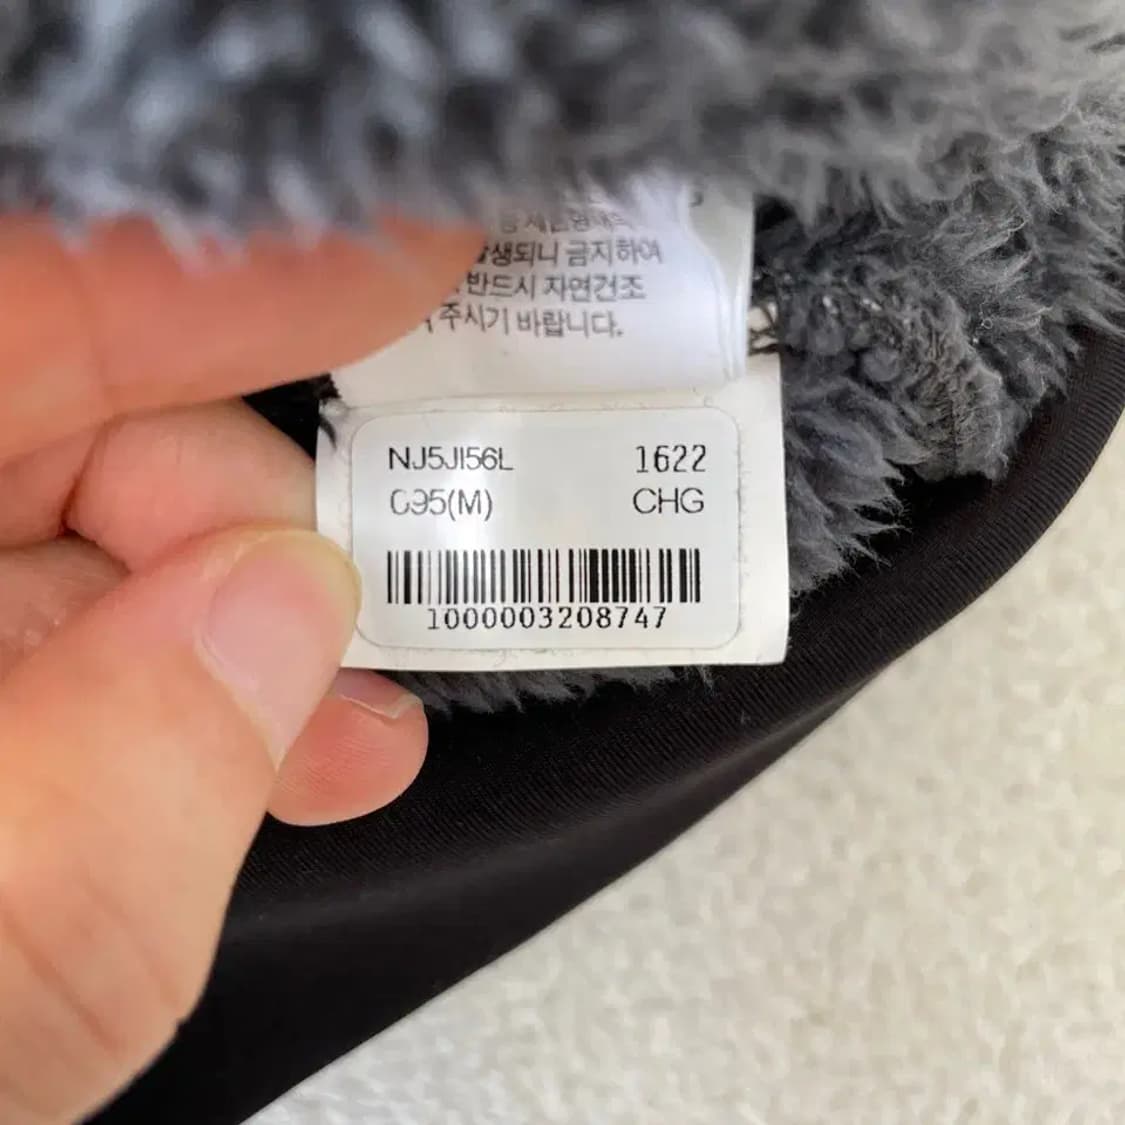 생되니 금지하여
반드시 자연건조
주시기 바랍니다.
NJ5JI56L 1622
095(M) CHG
1000003208747